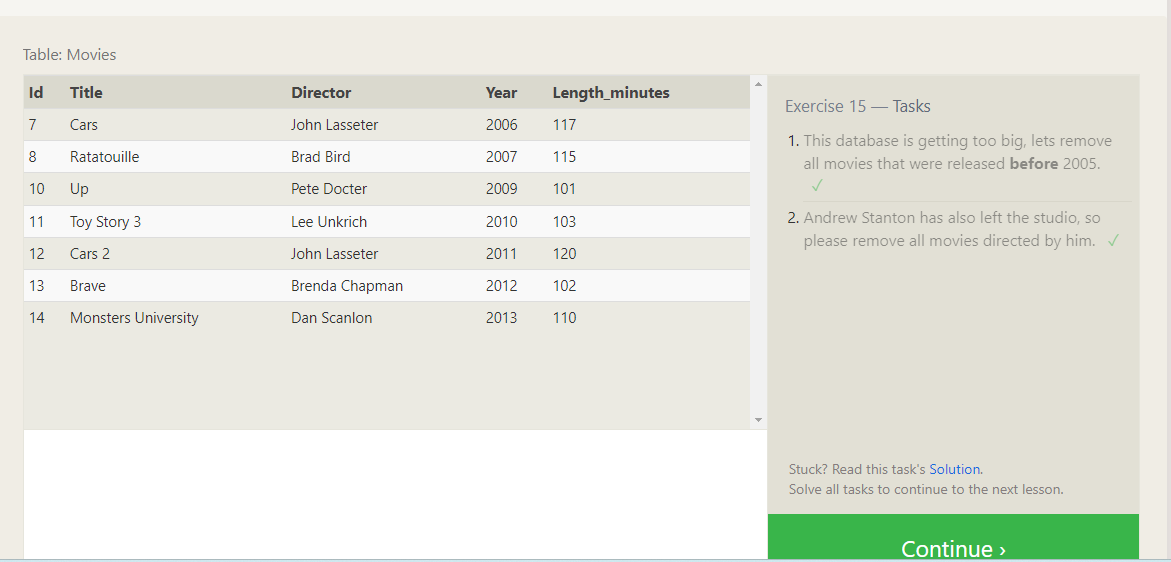 Table: Movies
Id Title Director Year Length_minutes
7 Cars John Lasseter 2006 117
8 Ratatouille Brad Bird 2007 115
10 Up Pete Docter 2009 101
11 Toy Story 3 Lee Unkrich 2010 103
12 Cars 2 John Lasseter 2011 120
13 Brave Brenda Chapman 2012 102
14 Monsters University Dan Scanlon 2013 110
Exercise 15 — Tasks
1. This database is getting too big, lets remove
all movies that were released before 2005.
✓
2. Andrew Stanton has also left the studio, so
please remove all movies directed by him. ✓
Stuck? Read this task's Solution.
Solve all tasks to continue to the next lesson.
Continue ›